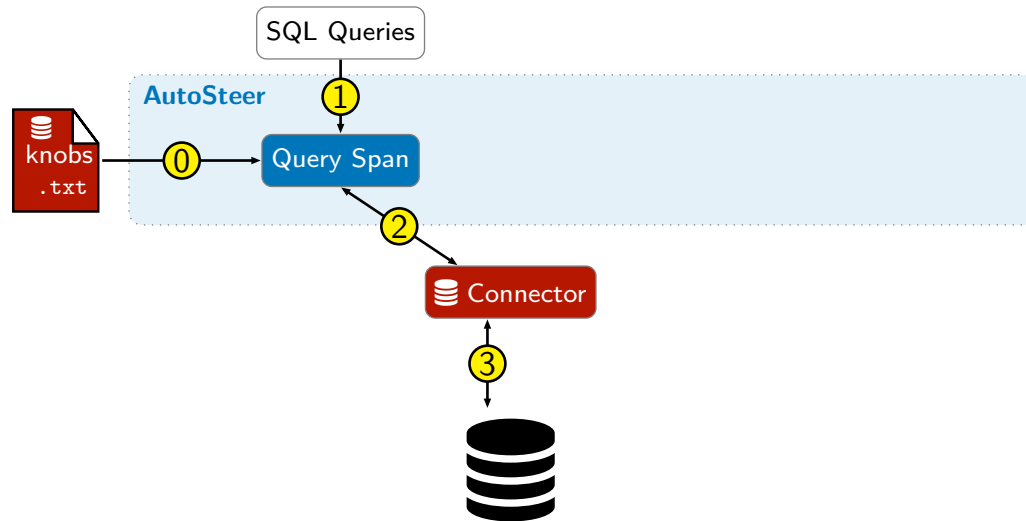 SQL Queries
1
AutoSteer
knobs
.txt
0
Query Span
2
Connector
3